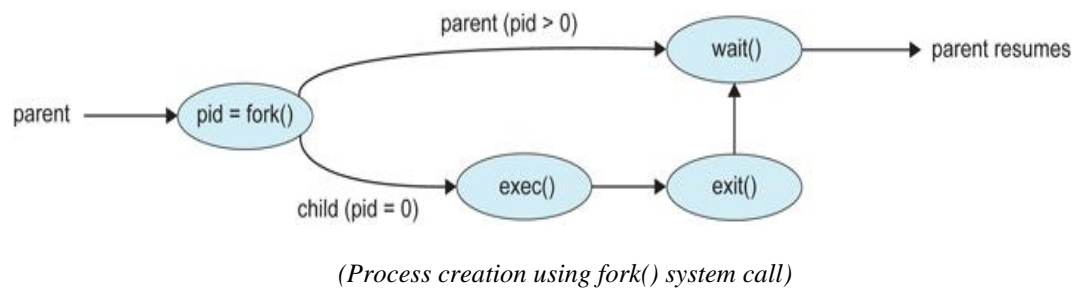 parent (pid > 0)
wait()
parent resumes
parent
pid = fork()
exec()
exit()
child (pid = 0)
(Process creation using fork() system call)